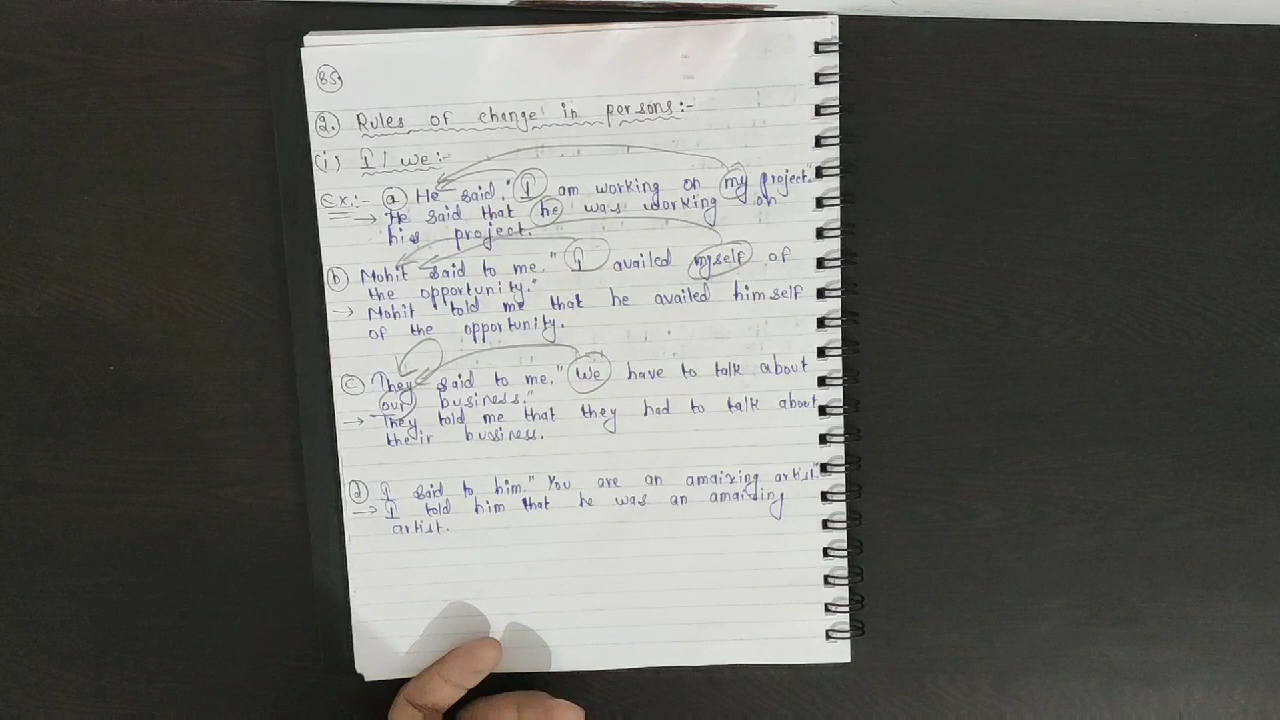 85
2. Rules of change in persons:-
(i) I / we:-
Ex:- (a) He said "I am working on my project."
→ He said that he was working on
his project.
(b) Mohit said to me. "I availed myself of
the opportunity."
→ Mohit told me that he availed himself
of the opportunity.
(c) They said to me. "We have to talk about
our business."
→ They told me that they had to talk about
their bussiness.
(d) I said to him. "You are an amaizing artist."
→ I told him that he was an amaizing
artist.